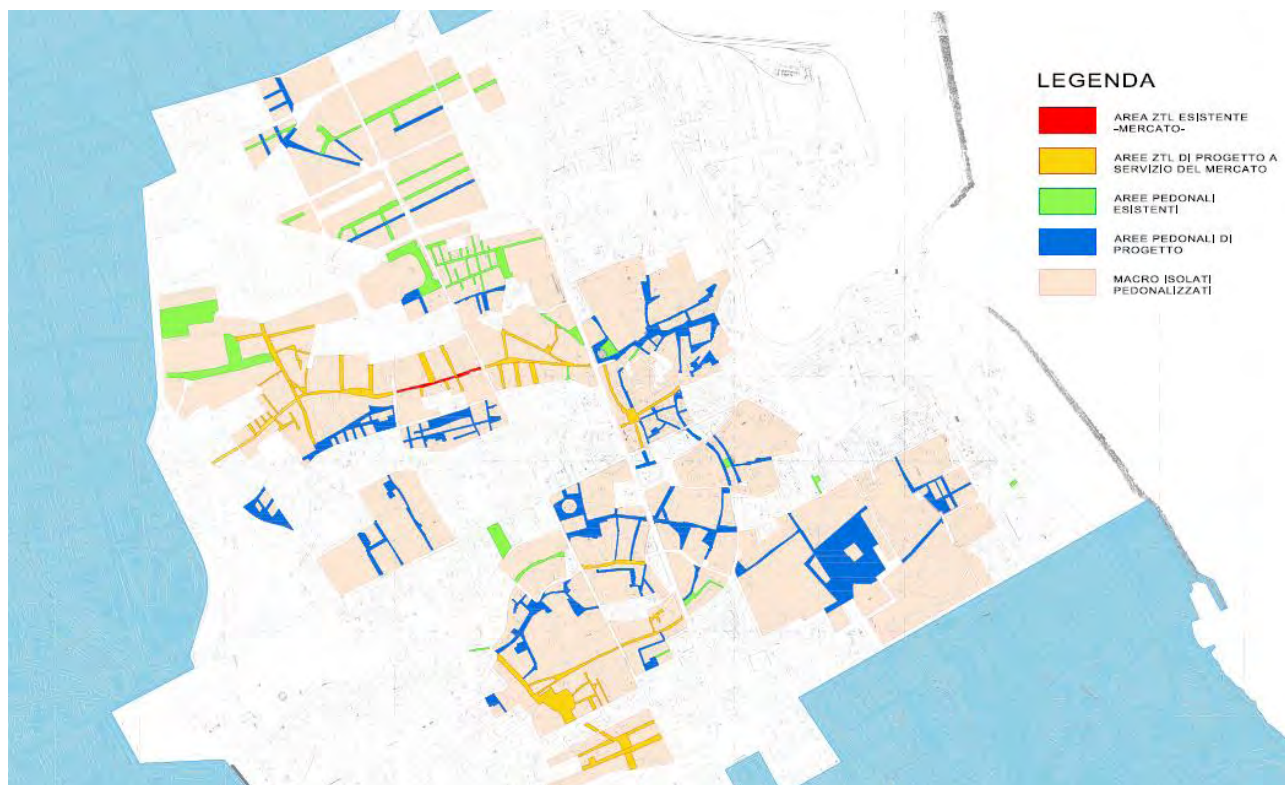 LEGENDA
AREA ZTL ESISTENTE
-MERCATO-
AREE ZTL DI PROGETTO A
SERVIZIO DEL MERCATO
AREE PEDONALI
ESISTENTI
AREE PEDONALI DI
PROGETTO
MACRO ISOLATI
PEDONALIZZATI